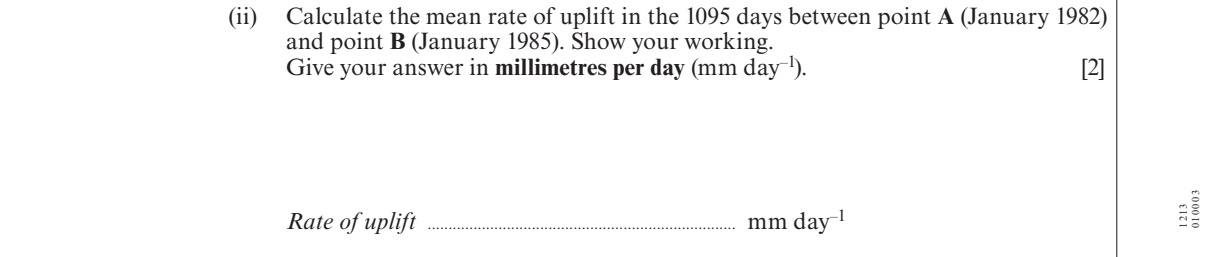 (ii) Calculate the mean rate of uplift in the 1095 days between point A (January 1982)
and point B (January 1985). Show your working.
Give your answer in millimetres per day (mm day⁻¹). [2]
Rate of uplift ........................................................................ mm day⁻¹
1213
010003